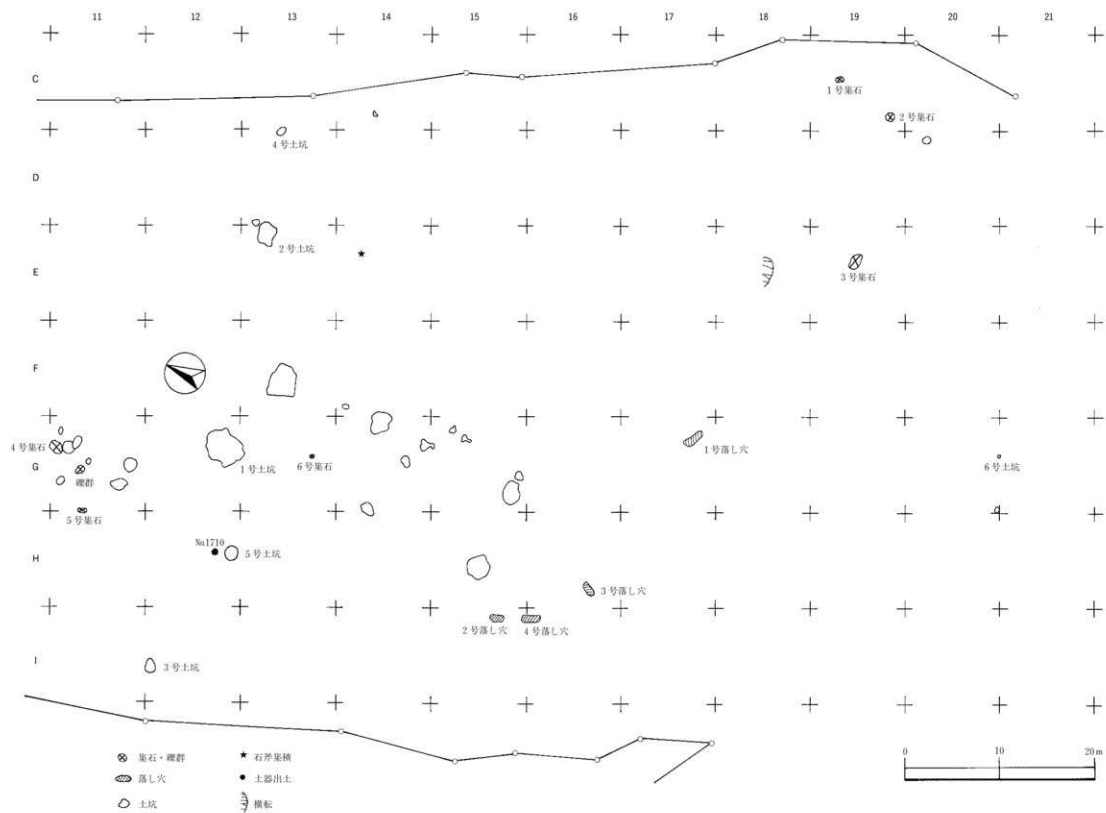 11 12 13 14 15 16 17 18 19 20 21
C
1号集石
2号集石
4号土坑
D
2号土坑
E
3号集石
F
4号集石
1号土坑
6号集石
1号落し穴
G
礫群
6号土坑
5号集石
No.1710
5号土坑
H
3号落し穴
2号落し穴
4号落し穴
I
3号土坑
集石・礫群
石斧集積
落し穴
土器出土
土坑
横転
0 10 20m